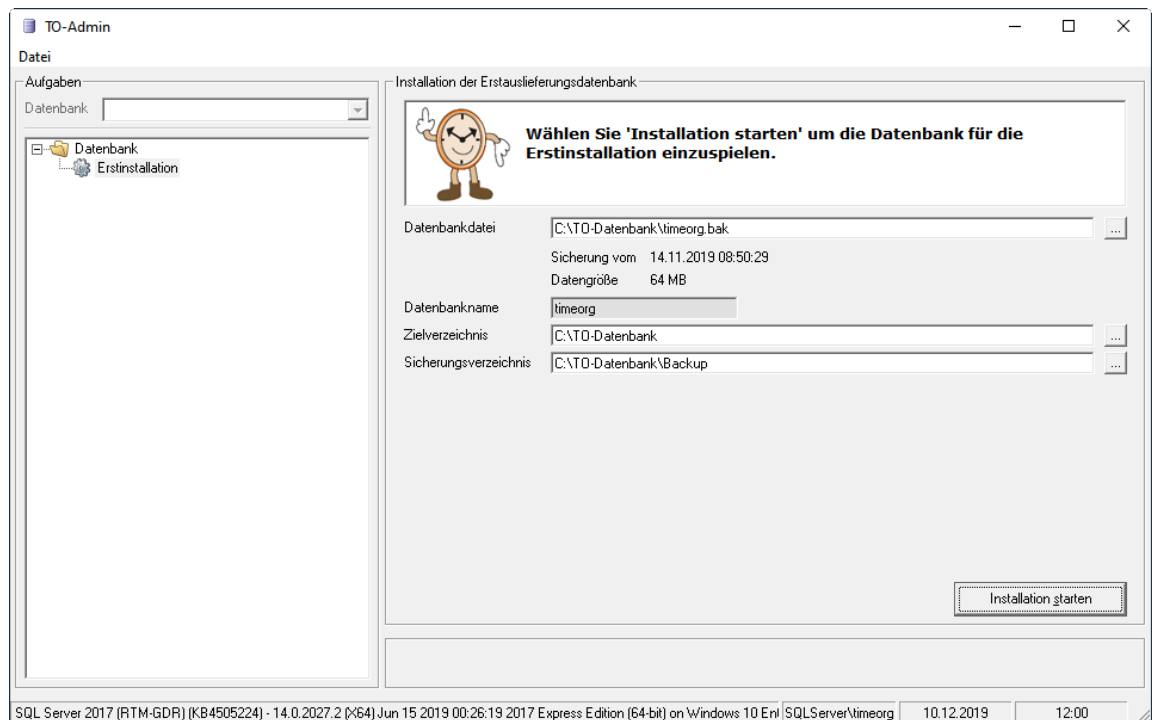 TO-Admin
Datei
Aufgaben
Datenbank
Datenbank
Erstinstallation
Installation der Erstauslieferungsdatenbank
Wählen Sie 'Installation starten' um die Datenbank für die
Erstinstallation einzuspielen.
Datenbankdatei C:\TO-Datenbank\timeorg.bak ...
Sicherung vom 14.11.2019 08:50:29
Datengröße 64 MB
Datenbankname timeorg
Zielverzeichnis C:\TO-Datenbank ...
Sicherungsverzeichnis C:\TO-Datenbank\Backup ...
Installation starten
SQL Server 2017 (RTM-GDR) (KB4505224) - 14.0.2027.2 (X64) Jun 15 2019 00:26:19 2017 Express Edition (64-bit) on Windows 10 SQLServer\timeorg 10.12.2019 12:00